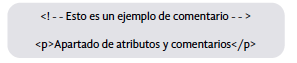 <! - - Esto es un ejemplo de comentario - - >
<p>Apartado de atributos y comentarios</p>